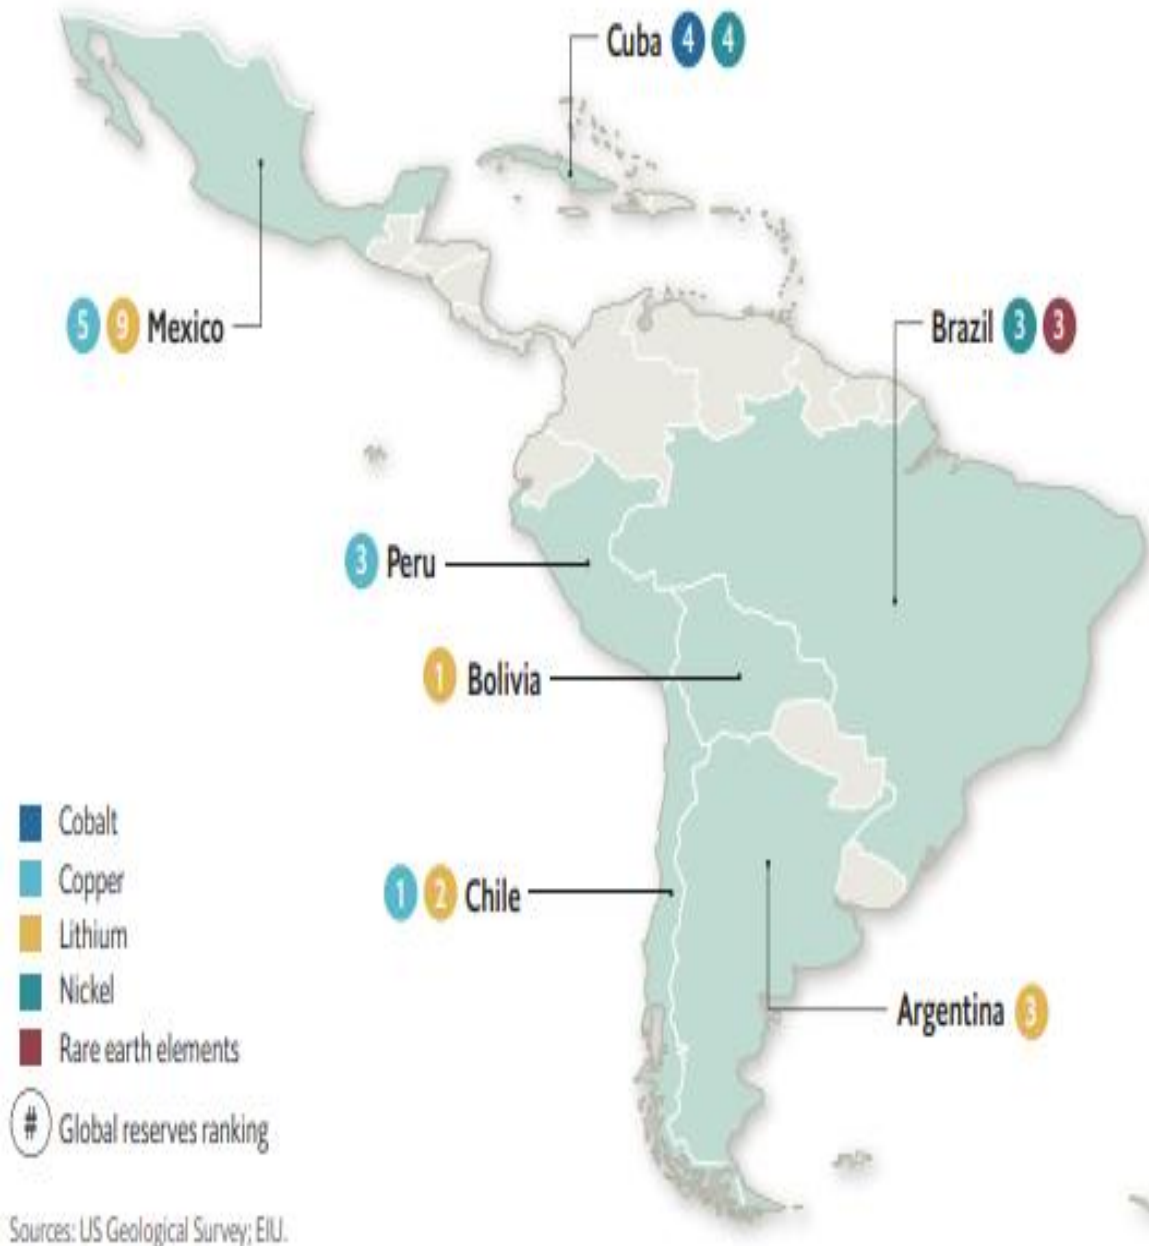 Cuba 4 4
5 9 Mexico
Brazil 3 3
3 Peru
1 Bolivia
1 2 Chile
Argentina 3
Cobalt
Copper
Lithium
Nickel
Rare earth elements
# Global reserves ranking
Sources: US Geological Survey; EIU.